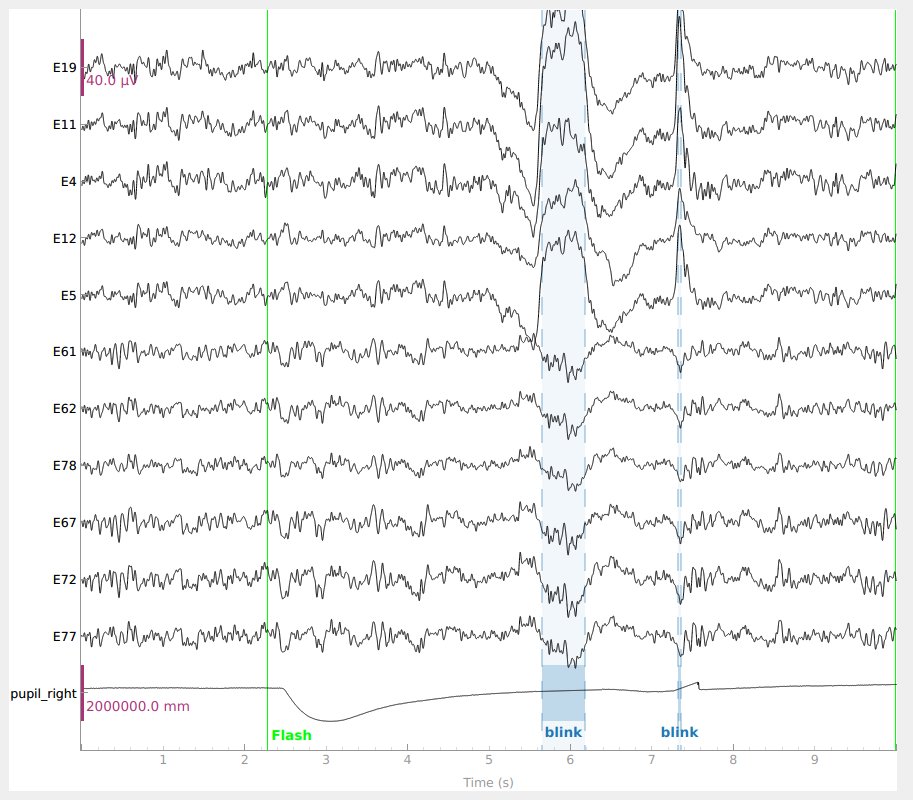 E19
40.0 µV
E11
E4
E12
E5
E61
E62
E78
E67
E72
E77
pupil_right
2000000.0 mm
Flash
blink
blink
1 2 3 4 5 6 7 8 9
Time (s)